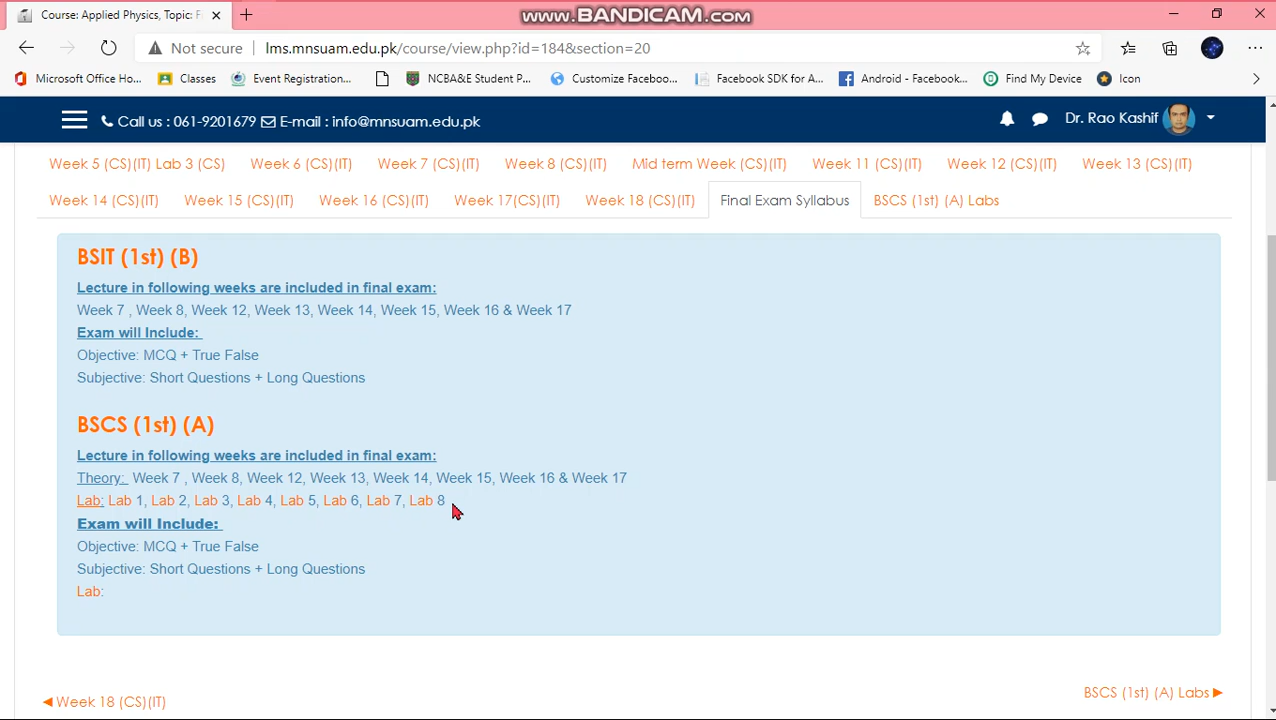 Course: Applied Physics, Topic: F
www.BANDICAM.com
Not secure
lms.mnsuam.edu.pk/course/view.php?id=184&section=20
Microsoft Office Ho...
Classes
Event Registration...
NCBA&E Student P...
Customize Faceboo...
Facebook SDK for A...
Android - Facebook...
Find My Device
Icon
Call us : 061-9201679 E-mail : info@mnsuam.edu.pk
Dr. Rao Kashif
Week 5 (CS)(IT) Lab 3 (CS) Week 6 (CS)(IT) Week 7 (CS)(IT) Week 8 (CS)(IT) Mid term Week (CS)(IT) Week 11 (CS)(IT) Week 12 (CS)(IT) Week 13 (CS)(IT)
Week 14 (CS)(IT) Week 15 (CS)(IT) Week 16 (CS)(IT) Week 17(CS)(IT) Week 18 (CS)(IT) Final Exam Syllabus BSCS (1st) (A) Labs
BSIT (1st) (B)
Lecture in following weeks are included in final exam:
Week 7 , Week 8, Week 12, Week 13, Week 14, Week 15, Week 16 & Week 17
Exam will Include:
Objective: MCQ + True False
Subjective: Short Questions + Long Questions
BSCS (1st) (A)
Lecture in following weeks are included in final exam:
Theory: Week 7 , Week 8, Week 12, Week 13, Week 14, Week 15, Week 16 & Week 17
Lab: Lab 1, Lab 2, Lab 3, Lab 4, Lab 5, Lab 6, Lab 7, Lab 8
Exam will Include:
Objective: MCQ + True False
Subjective: Short Questions + Long Questions
Lab:
◀ Week 18 (CS)(IT)
BSCS (1st) (A) Labs ▶